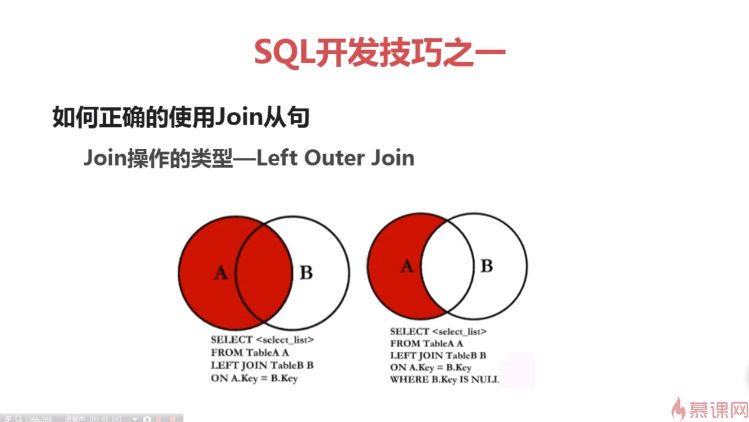 SQL开发技巧之一
如何正确的使用Join从句
Join操作的类型—Left Outer Join
A
B
A
B
SELECT <select_list>
FROM TableA A
LEFT JOIN TableB B
ON A.Key = B.Key
SELECT <select_list>
FROM TableA A
LEFT JOIN TableB B
ON A.Key = B.Key
WHERE B.Key IS NULL
慕课网